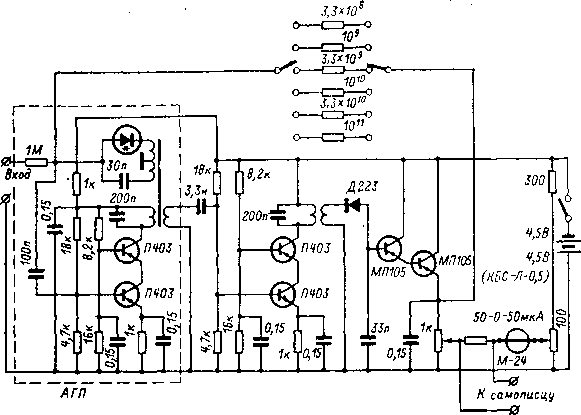 3,3×10⁸
10⁹
3,3×10⁹
10¹⁰
3,3×10¹⁰
10¹¹
1М
Вход
30п
18к
8,2к
Д223
300
1к
3,3н
200п
200п
0,15
4,5В
4,5В
(КБС-Л-0,5)
100п
18к
8,2к
П403
П403
МП105
МП105
П403
П403
50-0-50мкА
100
4,7к
16к
0,15
1к
0,15
4,7к
16к
0,15
1к
0,15
33п
0,15
1к
М-24
АГП
К самописцу